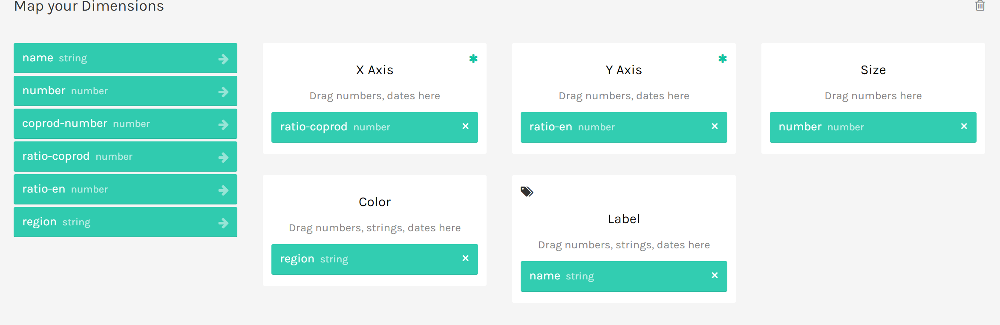 Map your Dimensions
name string
number number
coprod-number number
ratio-coprod number
ratio-en number
region string
X Axis
Drag numbers, dates here
ratio-coprod number ×
Y Axis
Drag numbers, dates here
ratio-en number ×
Size
Drag numbers here
number number ×
Color
Drag numbers, strings, dates here
region string ×
Label
Drag numbers, strings, dates here
name string ×